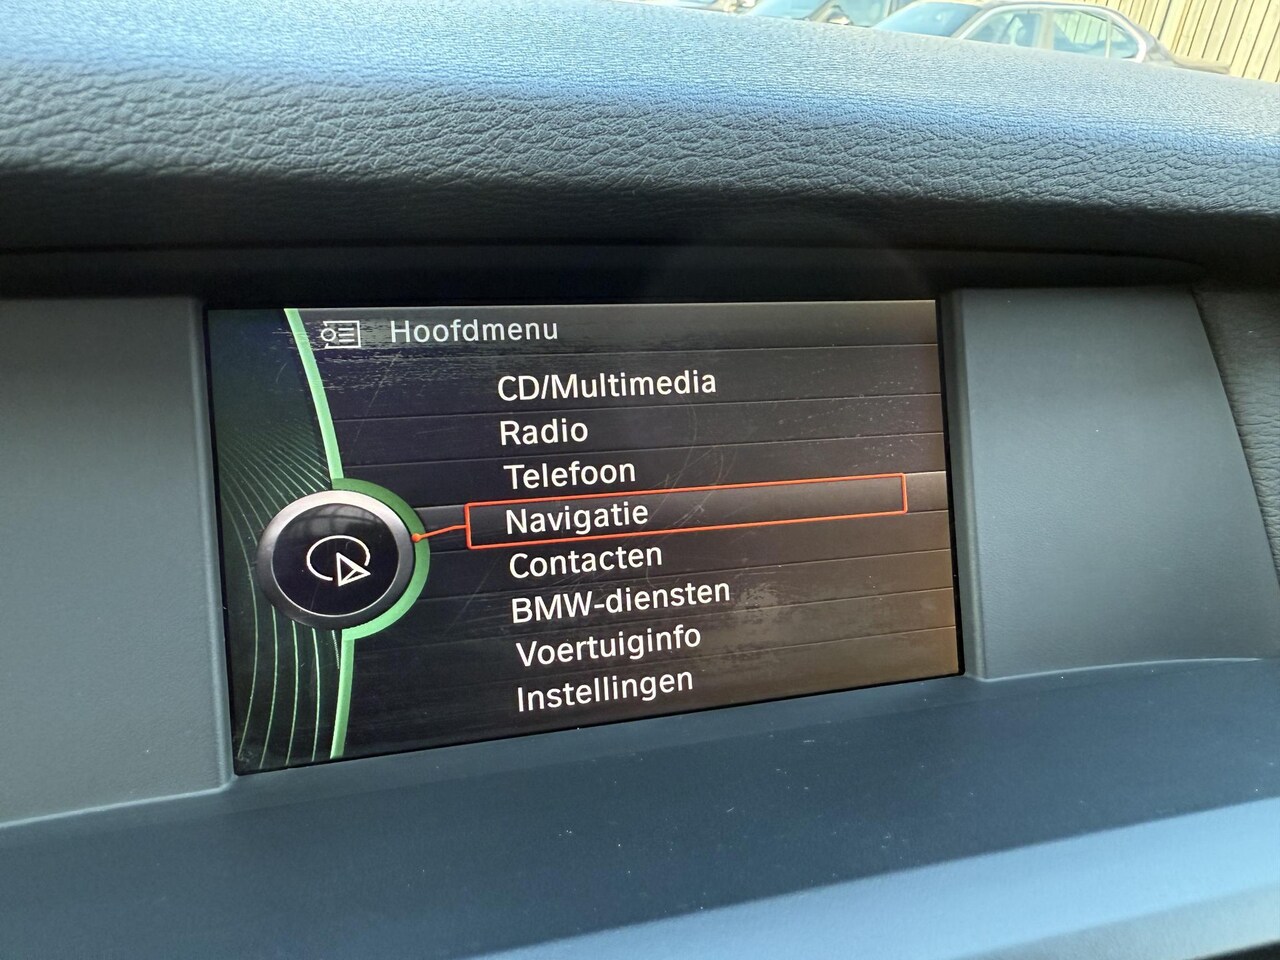 Hoofdmenu
CD/Multimedia
Radio
Telefoon
Navigatie
Contacten
BMW-diensten
Voertuiginfo
Instellingen